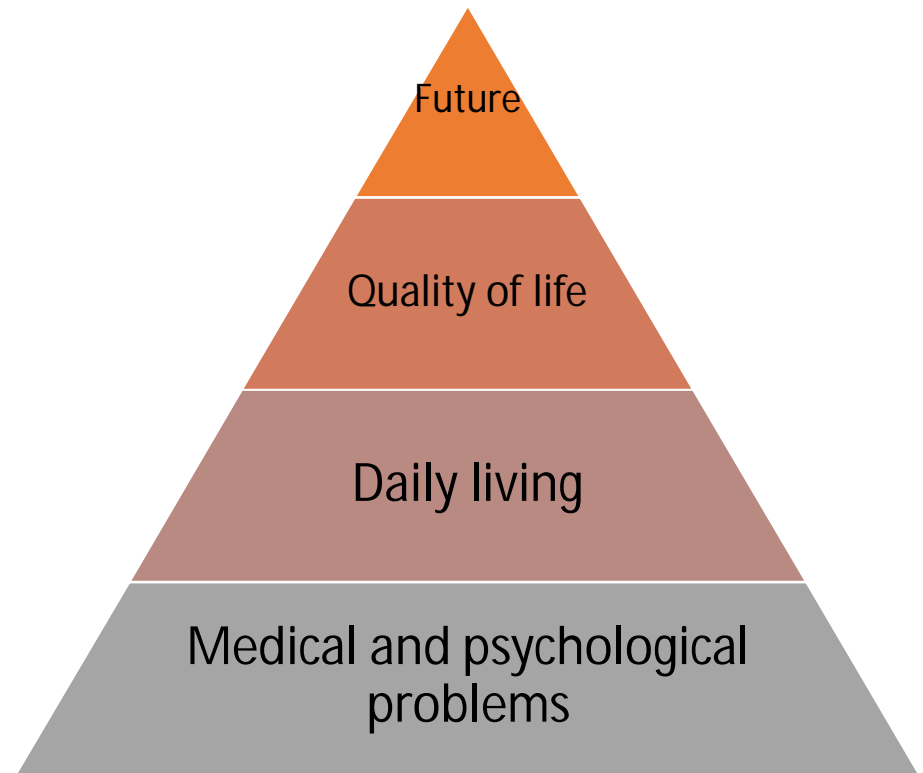 Future
Quality of life
Daily living
Medical and psychological
problems